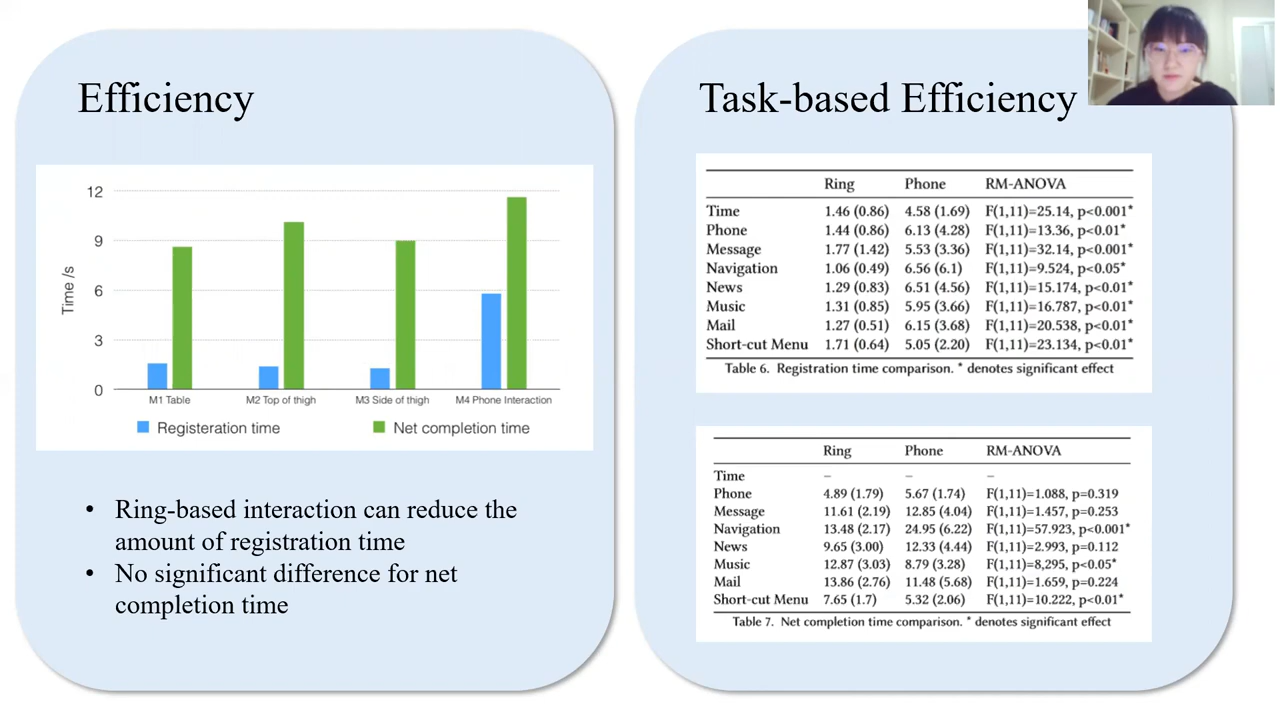 Efficiency
12
9
6
3
0
Time /s
M1 Table
M2 Top of thigh
M3 Side of thigh
M4 Phone Interaction
Registeration time
Net completion time
• Ring-based interaction can reduce the
amount of registration time
• No significant difference for net
completion time
Task-based Efficiency
Ring Phone RM-ANOVA
Time 1.46 (0.86) 4.58 (1.69) F(1,11)=25.14, p<0.001*
Phone 1.44 (0.86) 6.13 (4.28) F(1,11)=13.36, p<0.01*
Message 1.77 (1.42) 5.53 (3.36) F(1,11)=32.14, p<0.001*
Navigation 1.06 (0.49) 6.56 (6.1) F(1,11)=9.524, p<0.05*
News 1.29 (0.83) 6.51 (4.56) F(1,11)=15.174, p<0.01*
Music 1.31 (0.85) 5.95 (3.66) F(1,11)=16.787, p<0.01*
Mail 1.27 (0.51) 6.15 (3.68) F(1,11)=20.538, p<0.01*
Short-cut Menu 1.71 (0.64) 5.05 (2.20) F(1,11)=23.134, p<0.01*
Table 6. Registration time comparison. * denotes significant effect
Ring Phone RM-ANOVA
Time – – –
Phone 4.89 (1.79) 5.67 (1.74) F(1,11)=1.088, p=0.319
Message 11.61 (2.19) 12.85 (4.04) F(1,11)=1.457, p=0.253
Navigation 13.48 (2.17) 24.95 (6.22) F(1,11)=57.923, p<0.001*
News 9.65 (3.00) 12.33 (4.44) F(1,11)=2.993, p=0.112
Music 12.87 (3.03) 8.79 (3.28) F(1,11)=8,295, p<0.05*
Mail 13.86 (2.76) 11.48 (5.68) F(1,11)=1.659, p=0.224
Short-cut Menu 7.65 (1.7) 5.32 (2.06) F(1,11)=10.222, p<0.01*
Table 7. Net completion time comparison. * denotes significant effect